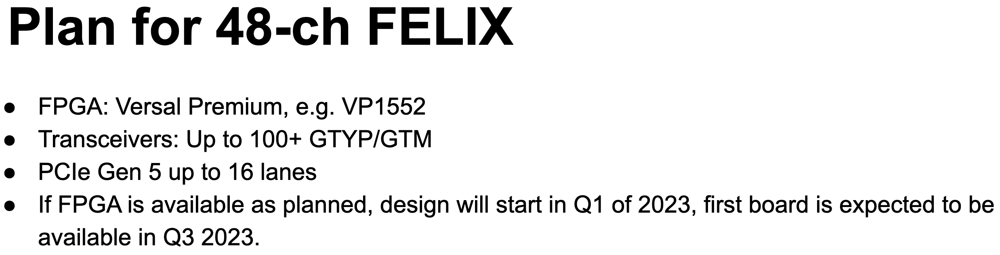 Plan for 48-ch FELIX
● FPGA: Versal Premium, e.g. VP1552
● Transceivers: Up to 100+ GTYP/GTM
● PCIe Gen 5 up to 16 lanes
● If FPGA is available as planned, design will start in Q1 of 2023, first board is expected to be
available in Q3 2023.